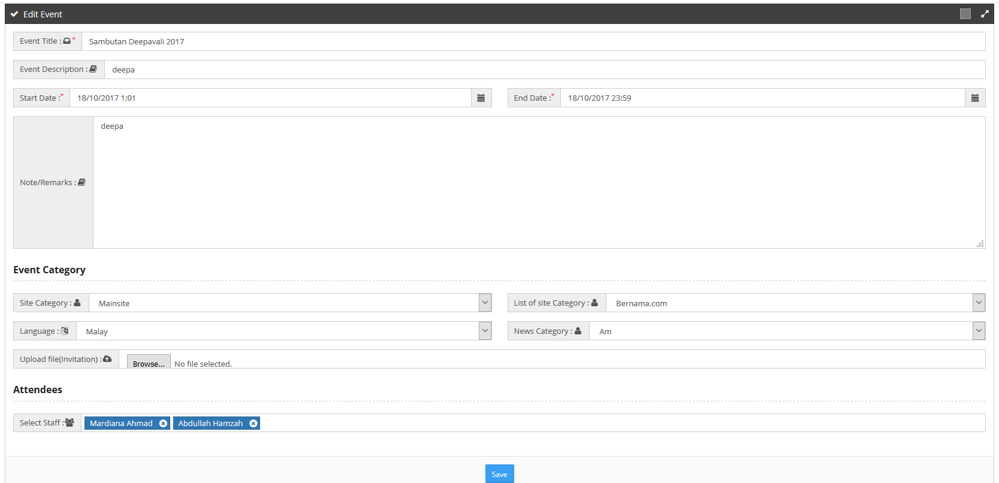 Edit Event
Event Title : * Sambutan Deepavali 2017
Event Description : deepa
Start Date :* 18/10/2017 1:01 End Date :* 18/10/2017 23:59
deepa
Note/Remarks :
Event Category
Site Category : Mainsite List of site Category : Bernama.com
Language : Malay News Category : Am
Upload file(Invitation) : Browse... No file selected.
Attendees
Select Staff : Mardiana Ahmad Abdullah Hamzah
Save